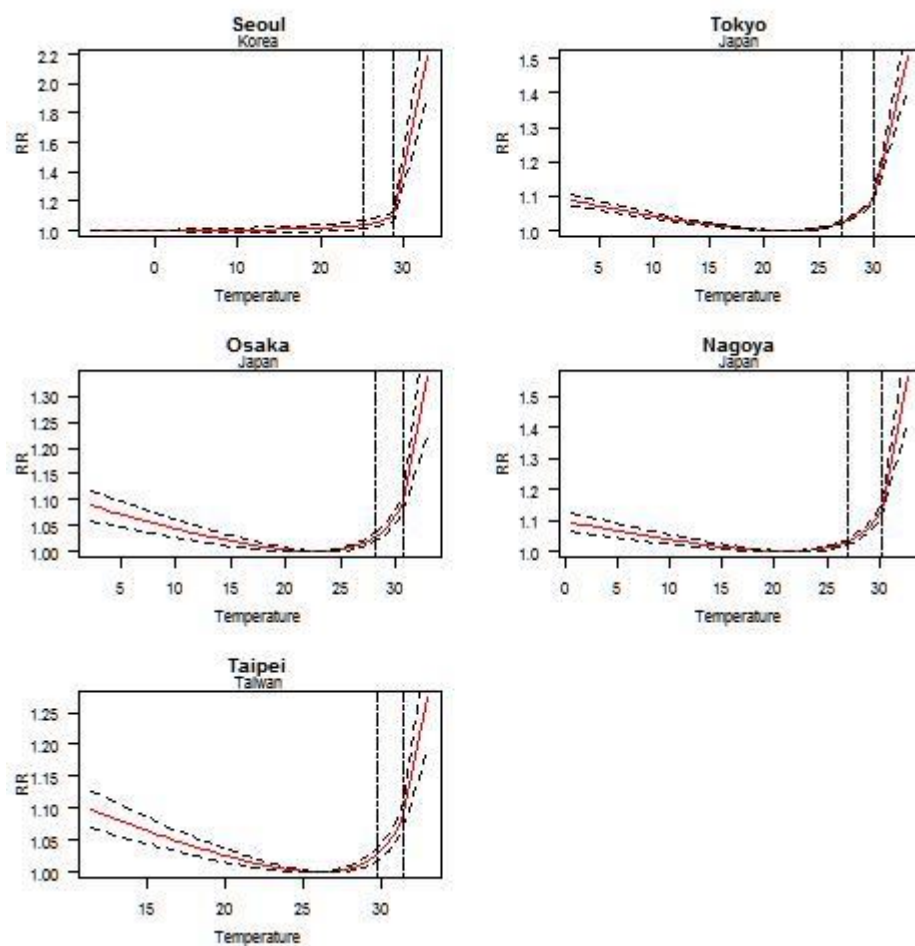 Seoul
Korea
2.2
2.0
1.8
1.6
1.4
1.2
1.0
RR
0 10 20 30
Temperature
Tokyo
Japan
1.5
1.4
1.3
1.2
1.1
1.0
RR
5 10 15 20 25 30
Temperature
Osaka
Japan
1.30
1.25
1.20
1.15
1.10
1.05
1.00
RR
5 10 15 20 25 30
Temperature
Nagoya
Japan
1.5
1.4
1.3
1.2
1.1
1.0
RR
0 5 10 15 20 25 30
Temperature
Taipei
Taiwan
1.25
1.20
1.15
1.10
1.05
1.00
RR
15 20 25 30
Temperature